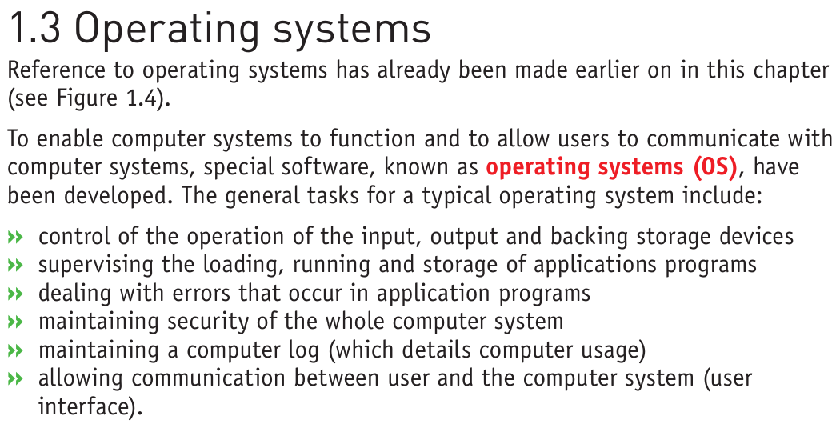 1.3 Operating systems
Reference to operating systems has already been made earlier on in this chapter
(see Figure 1.4).
To enable computer systems to function and to allow users to communicate with
computer systems, special software, known as operating systems (OS), have
been developed. The general tasks for a typical operating system include:
» control of the operation of the input, output and backing storage devices
» supervising the loading, running and storage of applications programs
» dealing with errors that occur in application programs
» maintaining security of the whole computer system
» maintaining a computer log (which details computer usage)
» allowing communication between user and the computer system (user
interface).